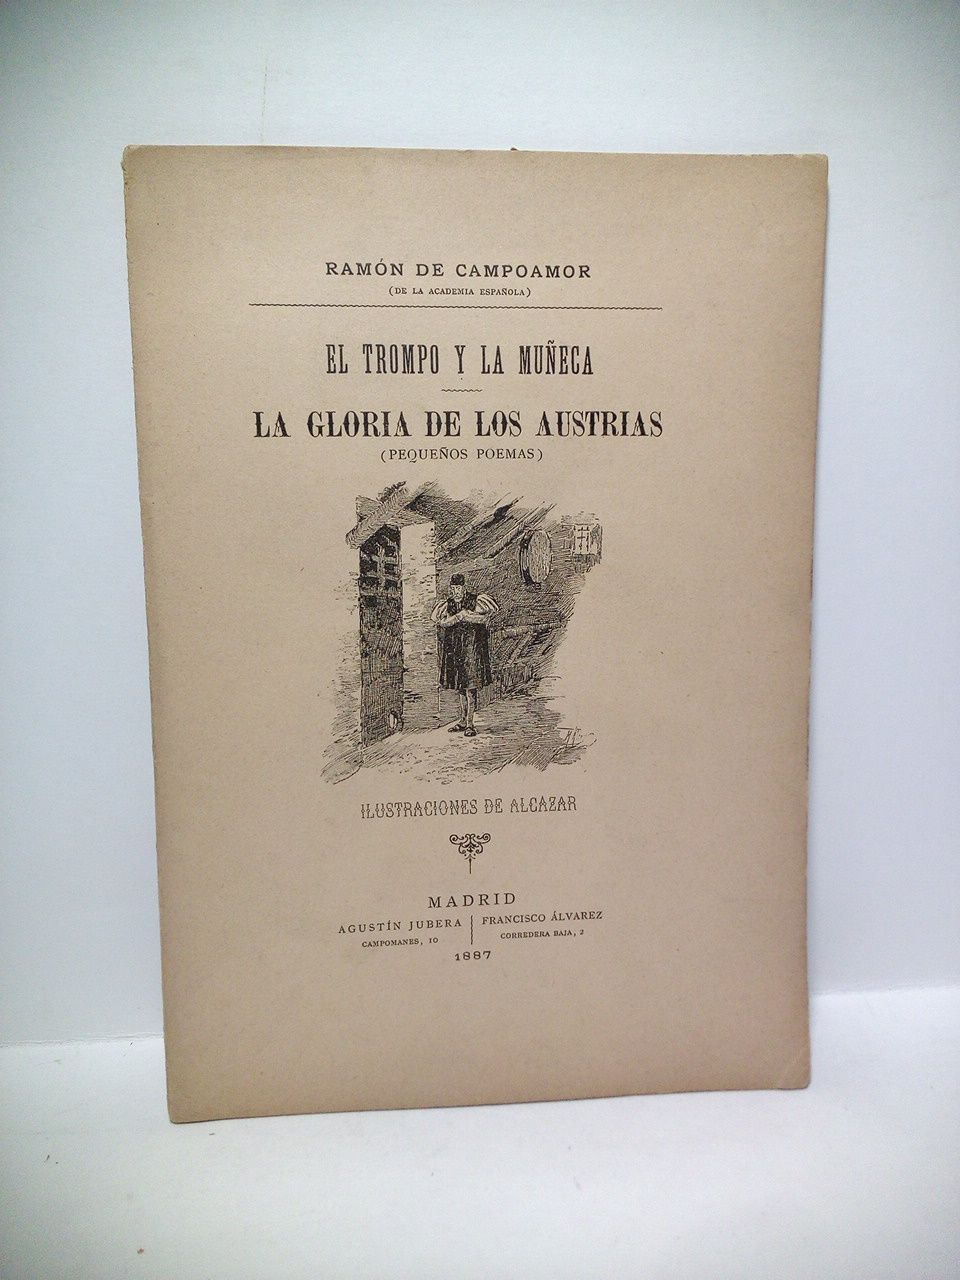 RAMÓN DE CAMPOAMOR
(DE LA ACADEMIA ESPAÑOLA)
EL TROMPO Y LA MUÑECA
LA GLORIA DE LOS AUSTRIAS
(PEQUEÑOS POEMAS)
ILUSTRACIONES DE ALCÁZAR
MADRID
AGUSTÍN JUBERA
CAMPOMANES, 10
FRANCISCO ÁLVAREZ
CORREDERA BAJA, 2
1887